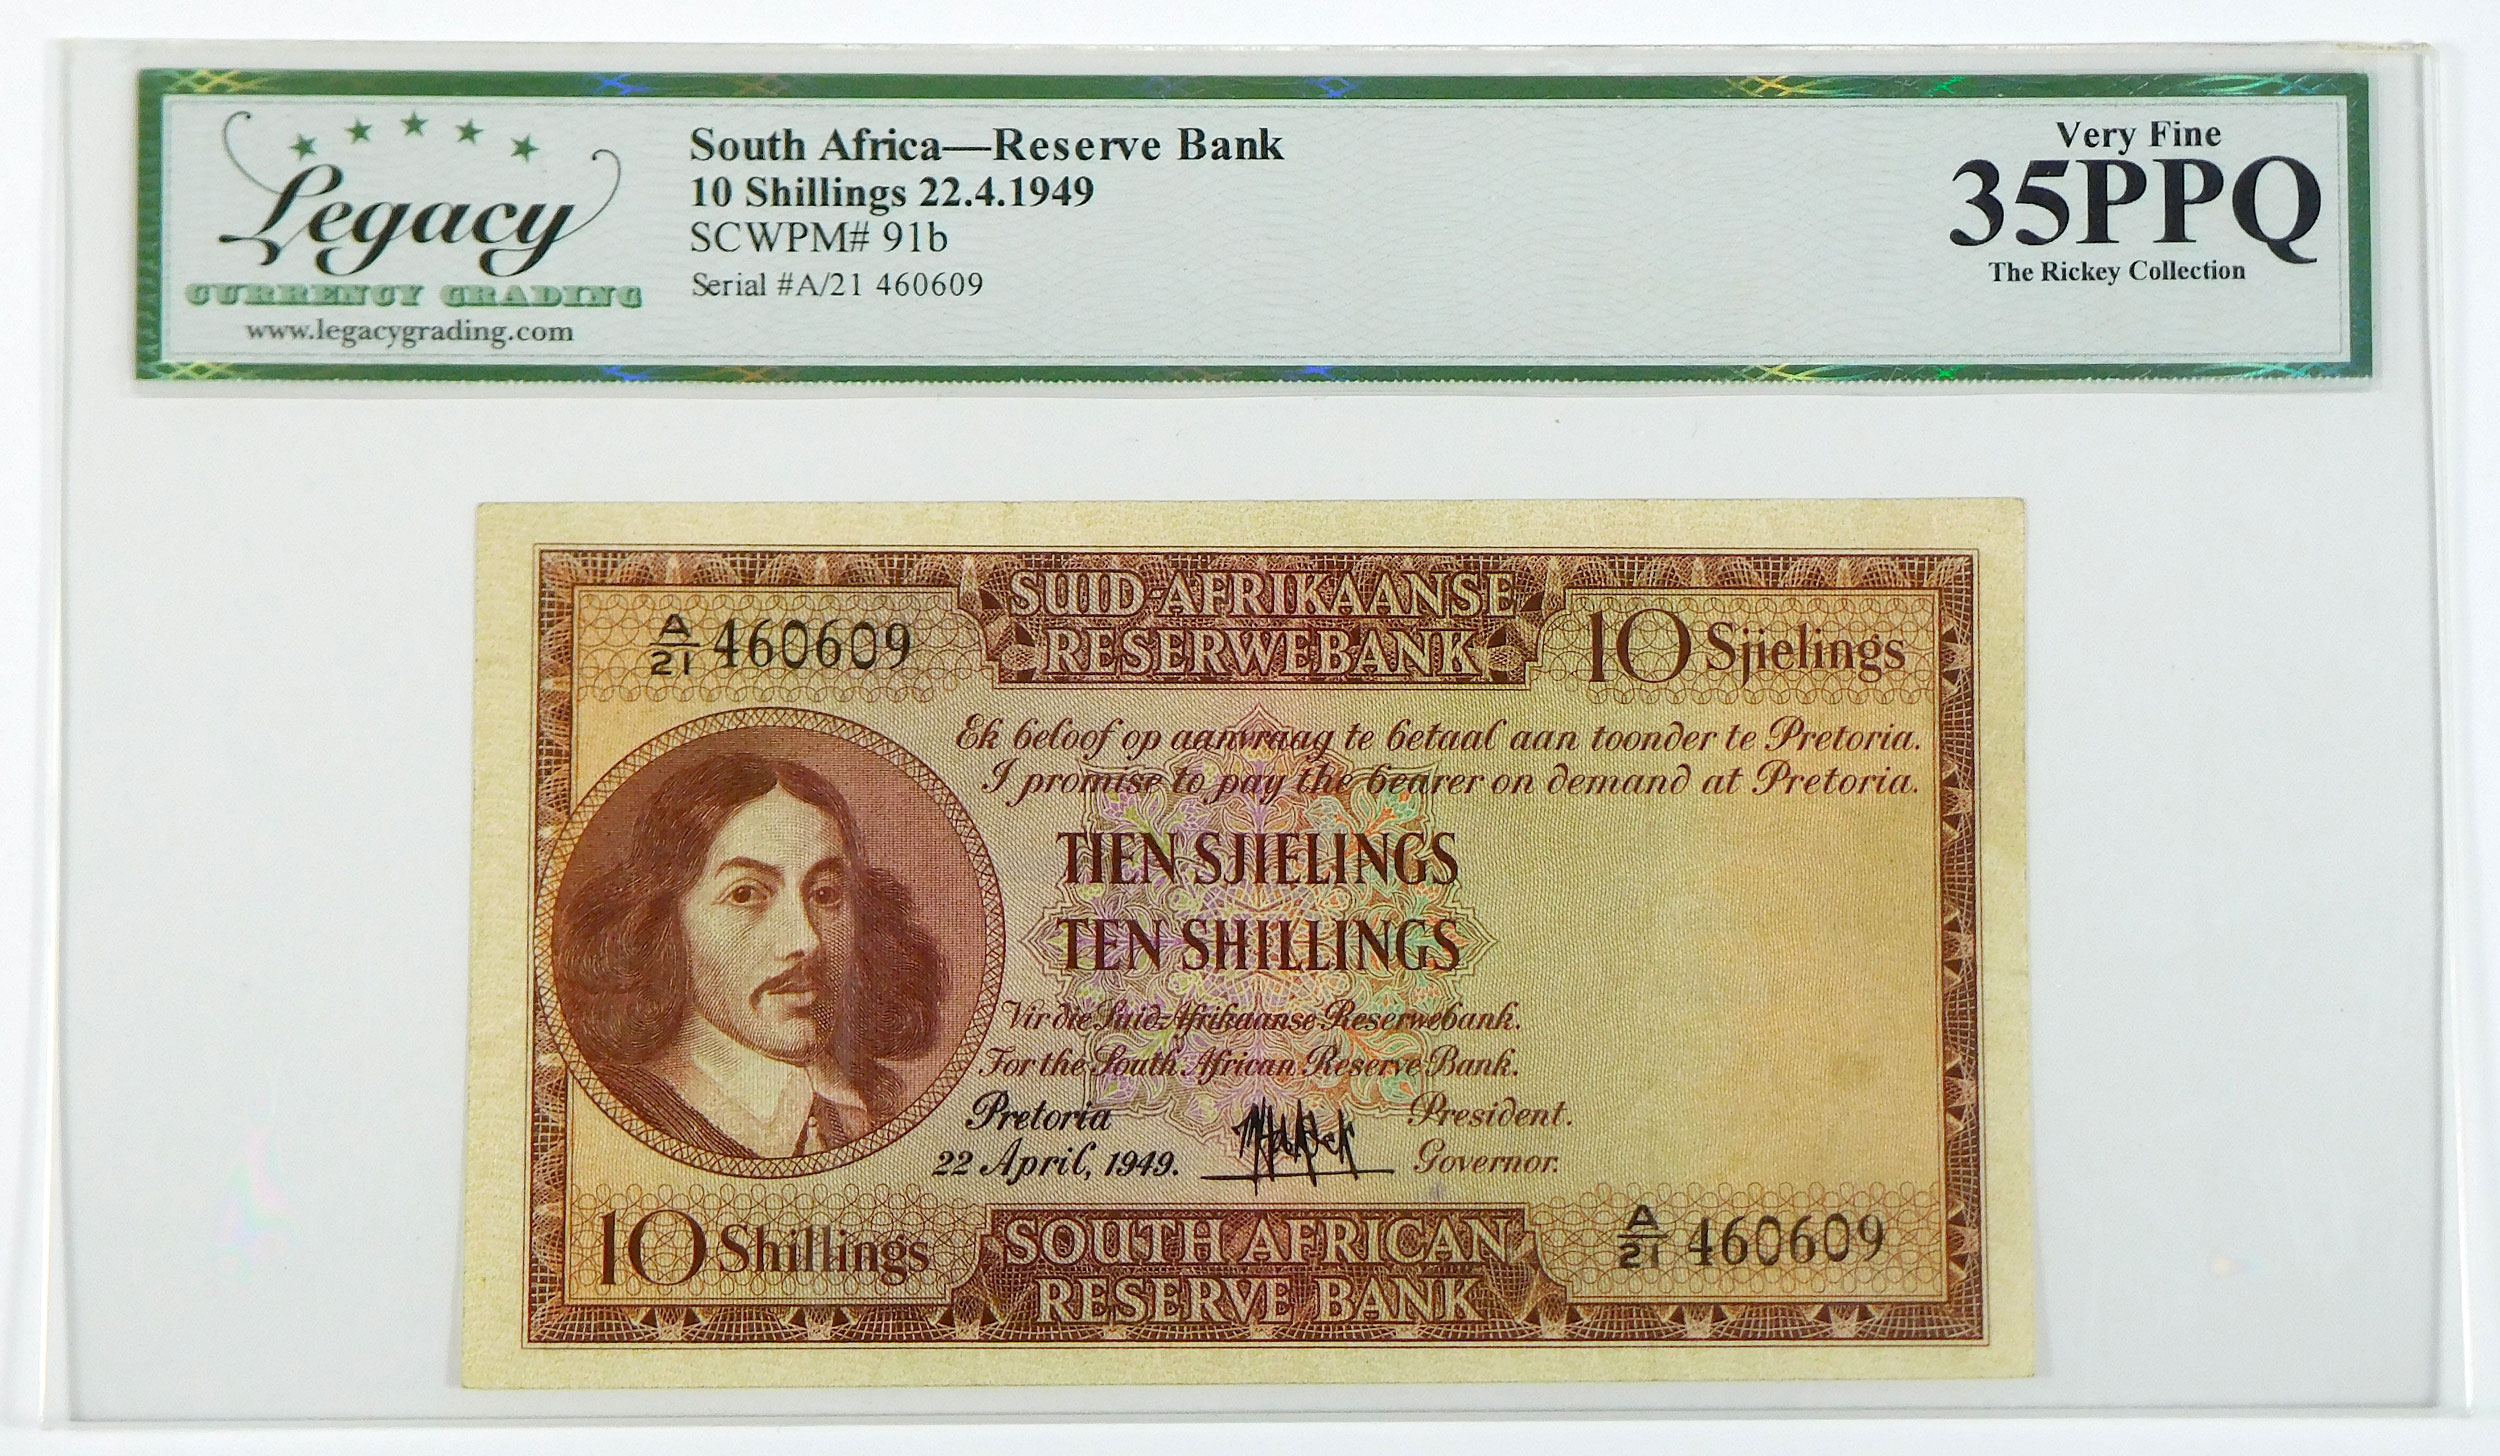 Legacy
CURRENCY GRADING
www.legacygrading.com
South Africa—Reserve Bank
10 Shillings 22.4.1949
SCWPM# 91b
Serial #A/21 460609
Very Fine
35PPQ
The Rickey Collection
SUID-AFRIKAANSE
RESERWEBANK
A/21 460609
10 Sjielings
Ek beloof op aanvraag te betaal aan toonder te Pretoria.
I promise to pay the bearer on demand at Pretoria.
TIEN SJIELINGS
TEN SHILLINGS
Vir die Suid-Afrikaanse Reserwebank.
For the South African Reserve Bank.
Pretoria
22 April, 1949.
President.
Governor.
10 Shillings
SOUTH AFRICAN
RESERVE BANK
A/21 460609